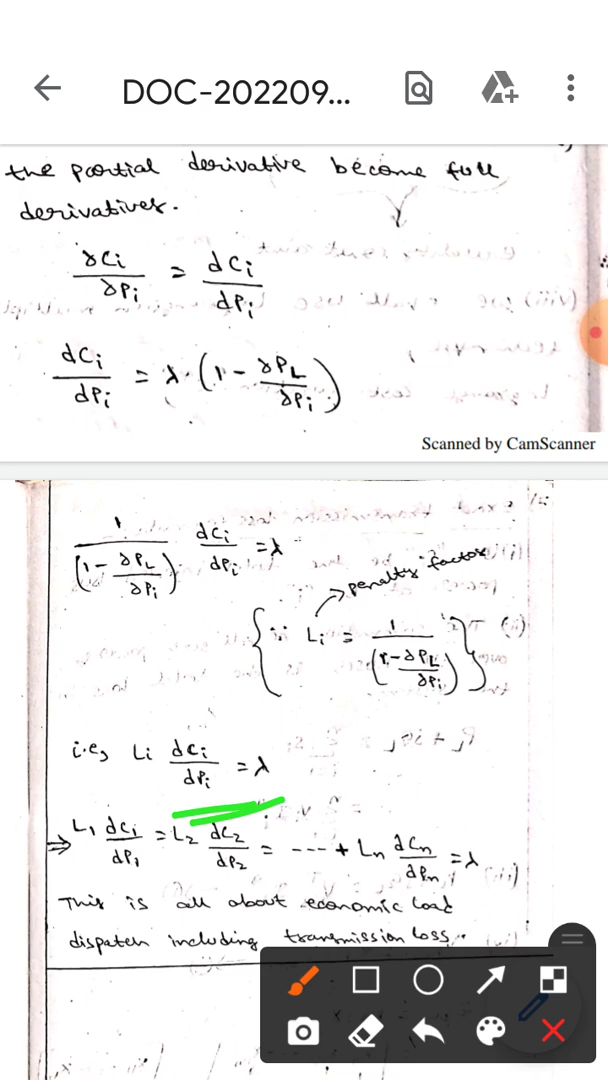 DOC-202209...
the partial derivative become full
derivatives.
∂Ci/∂Pi = dCi/dPi
dCi/dPi = λ·(1 - ∂PL/∂Pi)
Scanned by CamScanner
1/(1 - ∂PL/∂Pi) dCi/dPi = λ
penalty factor
{∵ Li = 1/(1 - ∂PL/∂Pi)}
i.e, Li dCi/dPi = λ
⇒ L1 dCi/dP1 = L2 dC2/dP2 = ---- + Ln dCn/dPn = λ
This is all about economic load
dispatch including transmission loss.